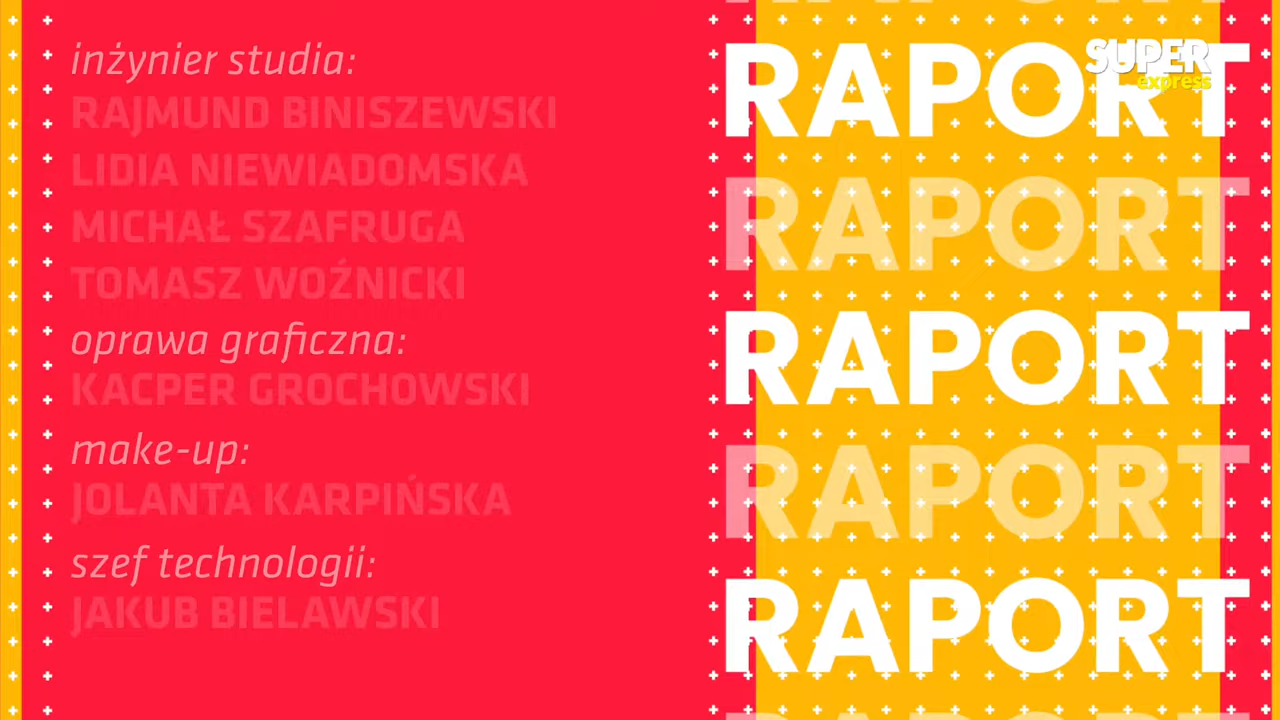 inżynier studia:
RAJMUND BINISZEWSKI
LIDIA NIEWIADOMSKA
MICHAŁ SZAFRUGA
TOMASZ WOŹNICKI
oprawa graficzna:
KACPER GROCHOWSKI
make-up:
JOLANTA KARPIŃSKA
szef technologii:
JAKUB BIELAWSKI
RAPORT
SUPER
express
RAPORT
RAPORT
RAPORT
RAPORT